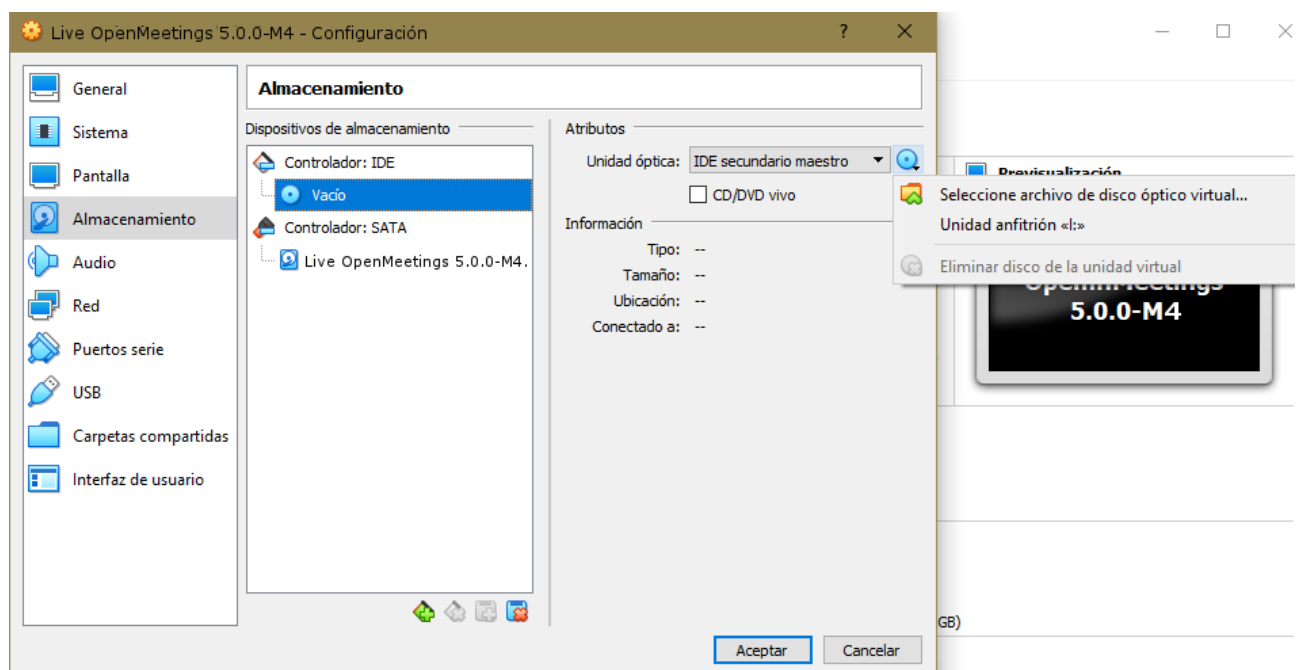 Live OpenMeetings 5.0.0-M4 - Configuración
?
General
Sistema
Pantalla
Almacenamiento
Audio
Red
Puertos serie
USB
Carpetas compartidas
Interfaz de usuario
Almacenamiento
Dispositivos de almacenamiento
Controlador: IDE
Vacío
Controlador: SATA
Live OpenMeetings 5.0.0-M4.
Atributos
Unidad óptica: IDE secundario maestro
CD/DVD vivo
Información
Tipo: --
Tamaño: --
Ubicación: --
Conectado a: --
Previsualización
Seleccione archivo de disco óptico virtual...
Unidad anfitrión «I:»
Eliminar disco de la unidad virtual
5.0.0-M4
GB)
Aceptar
Cancelar